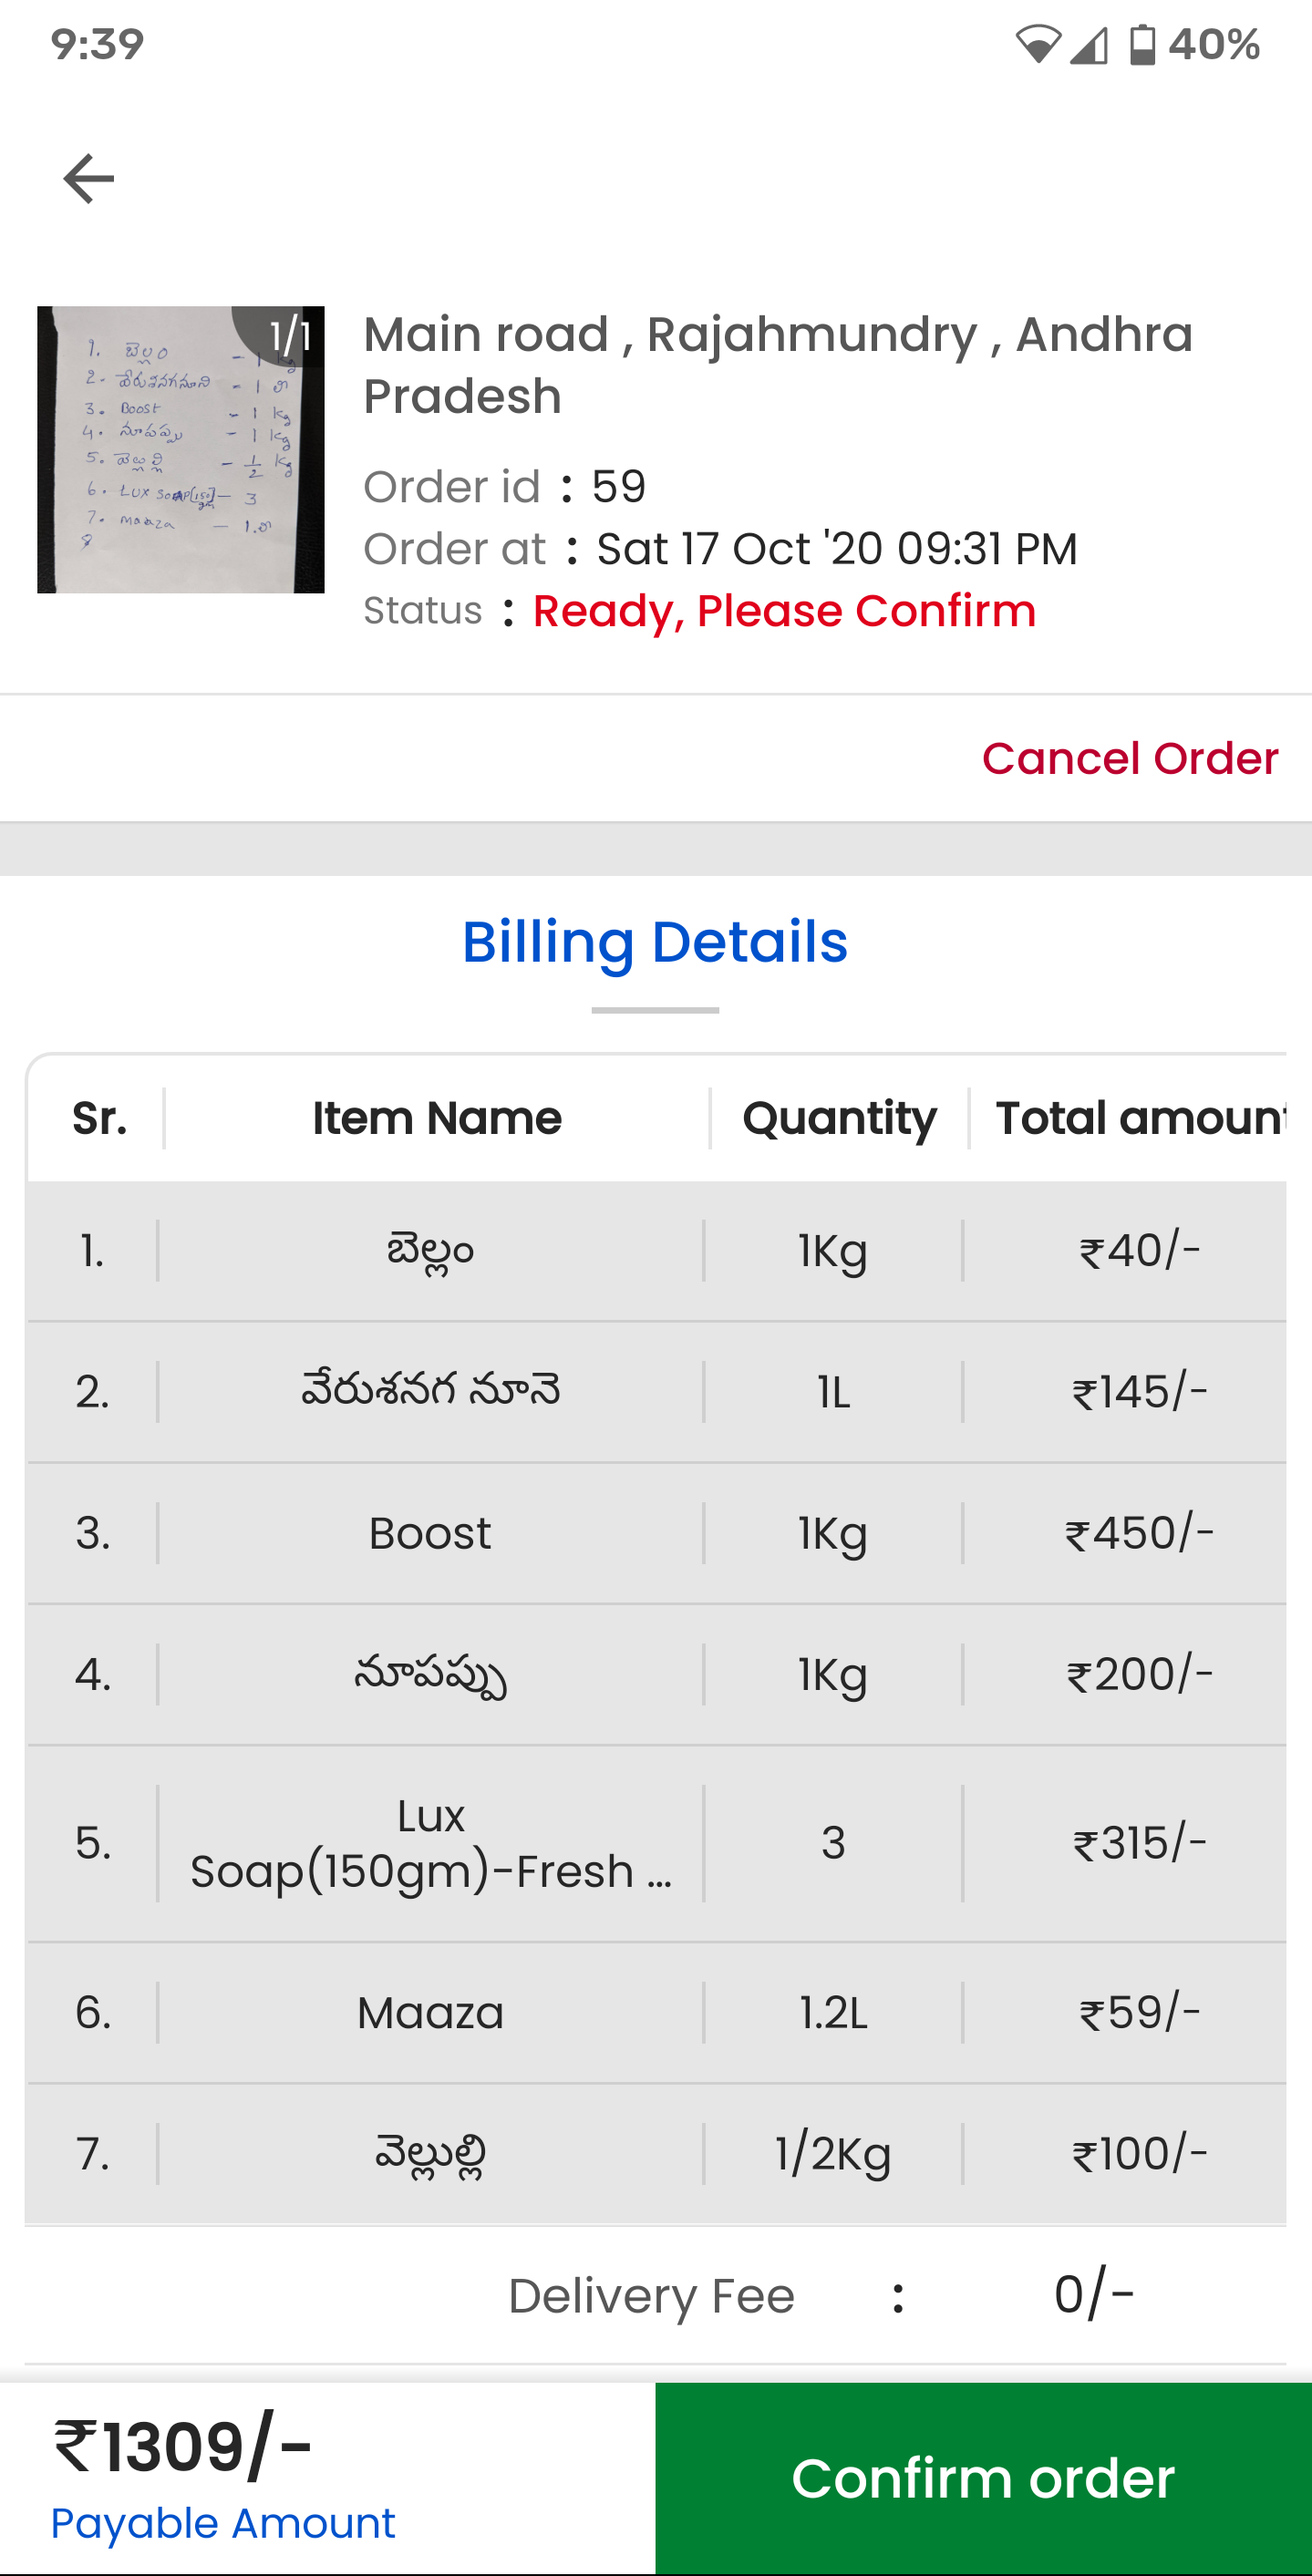 9:39
40%
1/1
1. బెల్లం - 1 kg
2. వేరుశనగనూని - 1 లీ
3. Boost - 1 kg
4. నూపప్పు - 1 kg
5. వెల్లుల్లి - 1/2 kg
6. LUX SOAP - 3
7. maaza
8
Main road , Rajahmundry , Andhra
Pradesh
Order id : 59
Order at : Sat 17 Oct '20 09:31 PM
Status : Ready, Please Confirm
Cancel Order
Billing Details
Sr. Item Name Quantity Total amount
1. బెల్లం 1Kg ₹40/-
2. వేరుశనగ నూనె 1L ₹145/-
3. Boost 1Kg ₹450/-
4. నూపప్పు 1Kg ₹200/-
5. Lux
Soap(150gm)-Fresh ... 3 ₹315/-
6. Maaza 1.2L ₹59/-
7. వెల్లుల్లి 1/2Kg ₹100/-
Delivery Fee : 0/-
₹1309/-
Payable Amount
Confirm order